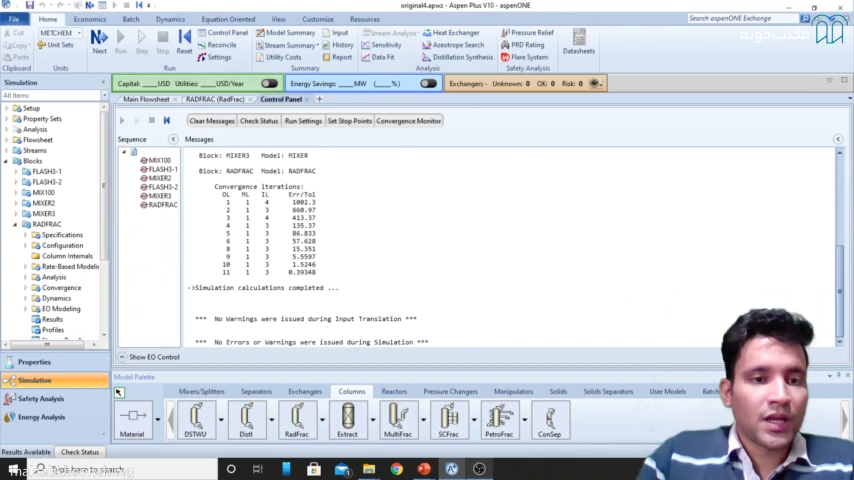 original4.apwz - Aspen Plus V10 - aspenONE
File Home Economics Batch Dynamics Equation Oriented View Customize Resources Search aspenONE Exchange
مکتب‌خونه
Cut METCHEM Next Run Step Stop Reset Control Panel Model Summary Input Stream Analysis Heat Exchanger Pressure Relief Datasheets
Copy Unit Sets Reconcile Stream Summary History Sensitivity Azeotrope Search PRD Rating
Paste Settings Utility Costs Report Data Fit Distillation Synthesis Flare System
Clipboard Units Run Summary Analysis Safety Analysis
Simulation Capital: ____USD Utilities: ____USD/Year Energy Savings: ____MW (____%) Exchangers - Unknown: 0 OK: 0 Risk: 0
All Items Main Flowsheet RADFRAC (RadFrac) Control Panel
Setup
Property Sets
Analysis
Flowsheet
Streams
Blocks
FLASH3-1
FLASH3-2
MIX100
MIXER2
MIXER3
RADFRAC
Specifications
Configuration
Column Internals
Rate-Based Modelin
Analysis
Convergence
Dynamics
EO Modeling
Results
Profiles
Clear Messages Check Status Run Settings Set Stop Points Convergence Monitor
Sequence Messages
MIX100
FLASH3-1
MIXER2
FLASH3-2
MIXER3
RADFRAC
Block: MIXER3 Model: MIXER
Block: RADFRAC Model: RADFRAC
Convergence iterations:
OL ML IL Err/Tol
1 1 4 1002.3
2 1 3 660.97
3 1 4 413.37
4 1 3 135.37
5 1 3 86.833
6 1 3 57.628
8 1 3 15.351
9 1 3 5.5597
10 1 3 1.5246
11 1 3 0.39348
->Simulation calculations completed ...
*** No Warnings were issued during Input Translation ***
*** No Errors or Warnings were issued during Simulation ***
Show EO Control
Properties
Simulation
Safety Analysis
Energy Analysis
Model Palette
Mixers/Splitters Separators Exchangers Columns Reactors Pressure Changers Manipulators Solids Solids Separators User Models Batch
Material DSTWU Distl RadFrac Extract MultiFrac SCFrac PetroFrac ConSep
Results Available Check Status
Type here to search